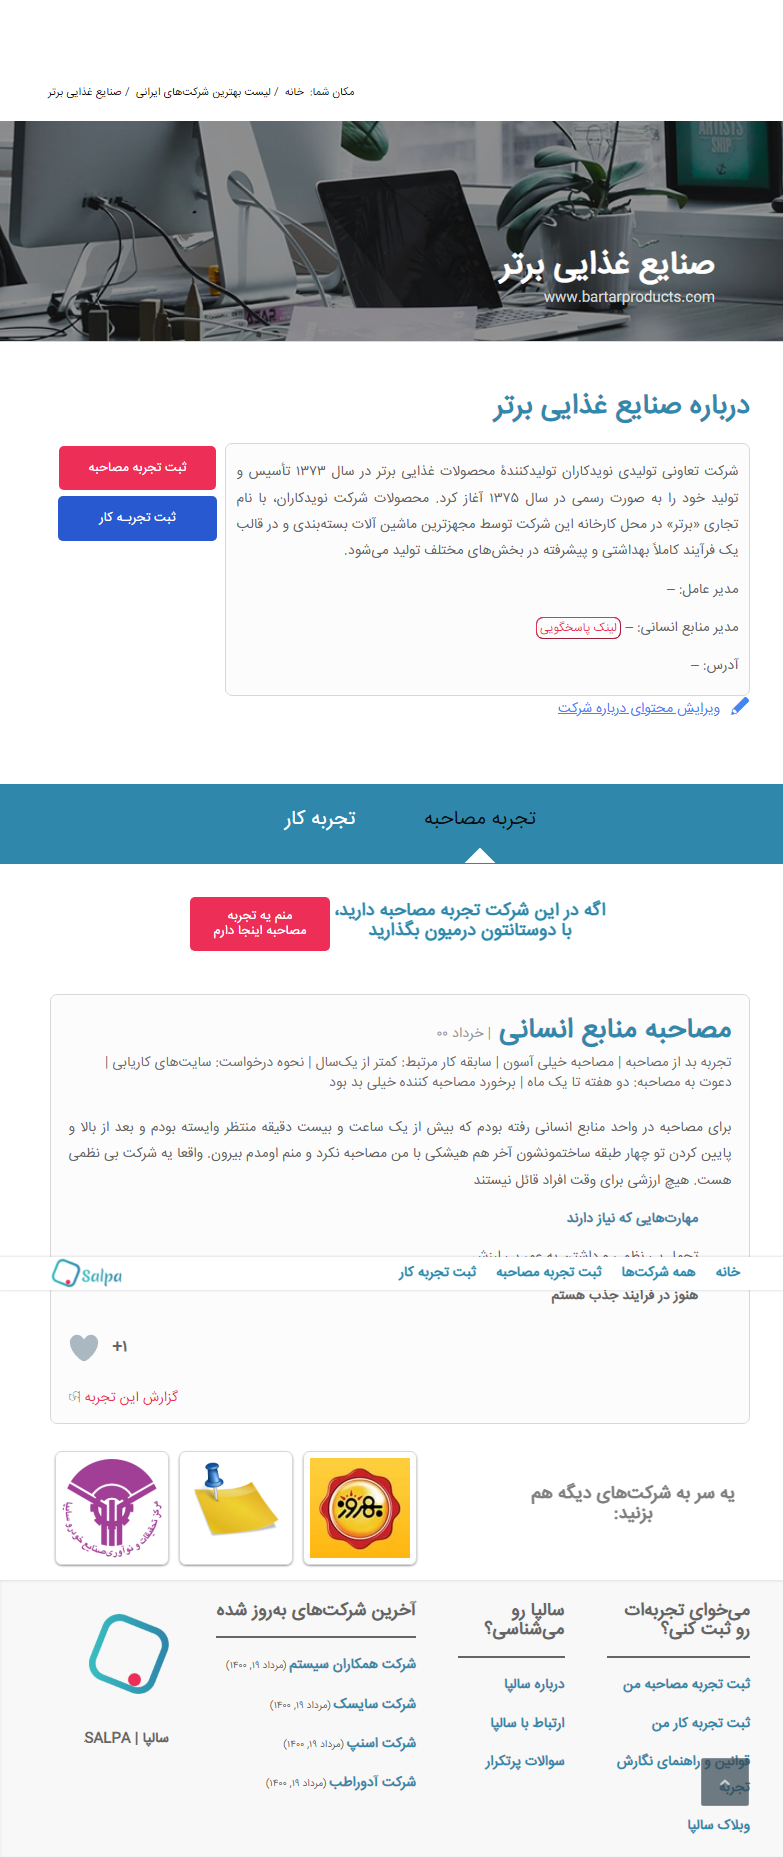 مکان شما: خانه / لیست بهترین شرکت‌های ایرانی / صنایع غذایی برتر
ARTISTS
SHIP
صنایع غذایی برتر
www.bartarproducts.com
درباره صنایع غذایی برتر
شرکت تعاونی تولیدی نویدکاران تولیدکنندهٔ محصولات غذایی برتر در سال ۱۳۷۳ تأسیس و
تولید خود را به صورت رسمی در سال ۱۳۷۵ آغاز کرد. محصولات شرکت نویدکاران، با نام
تجاری «برتر» در محل کارخانه این شرکت توسط مجهزترین ماشین آلات بسته‌بندی و در قالب
یک فرآیند کاملاً بهداشتی و پیشرفته در بخش‌های مختلف تولید می‌شود.
مدیر عامل: –
مدیر منابع انسانی: – لینک پاسخگویی
آدرس: –
ثبت تجربه مصاحبه
ثبت تجربـه کار
ویرایش محتوای درباره شرکت
تجربه مصاحبه
تجربه کار
اگه در این شرکت تجربه مصاحبه دارید،
با دوستانتون درمیون بگذارید
منم یه تجربه
مصاحبه اینجا دارم
مصاحبه منابع انسانی | خرداد ۰۰
تجربه بد از مصاحبه | مصاحبه خیلی آسون | سابقه کار مرتبط: کمتر از یک‌سال | نحوه درخواست: سایت‌های کاریابی |
دعوت به مصاحبه: دو هفته تا یک ماه | برخورد مصاحبه کننده خیلی بد بود
برای مصاحبه در واحد منابع انسانی رفته بودم که بیش از یک ساعت و بیست دقیقه منتظر وایسته بودم و بعد از بالا و
پایین کردن تو چهار طبقه ساختمونشون آخر هم هیشکی با من مصاحبه نکرد و منم اومدم بیرون. واقعا یه شرکت بی نظمی
هست. هیچ ارزشی برای وقت افراد قائل نیستند
مهارت‌هایی که نیاز دارند
خانه
همه شرکت‌ها
ثبت تجربه مصاحبه
ثبت تجربه کار
Salpa
هنوز در فرآیند جذب هستم
+۱
گزارش این تجربه
یه سر به شرکت‌های دیگه هم
بزنید:
بهروز
مرکز تحقیقات و نوآوری صنایع خودرو سایپا
می‌خوای تجربه‌ات
رو ثبت کنی؟
ثبت تجربه مصاحبه من
ثبت تجربه کار من
قوانین و راهنمای نگارش
تجربه
وبلاک سالپا
سالپا رو
می‌شناسی؟
درباره سالپا
ارتباط با سالپا
سوالات پرتکرار
آخرین شرکت‌های به‌روز شده
شرکت همکاران سیستم (مرداد ۱۹, ۱۴۰۰)
شرکت سایسک (مرداد ۱۹, ۱۴۰۰)
شرکت اسنپ (مرداد ۱۹, ۱۴۰۰)
شرکت آدوراطب (مرداد ۱۹, ۱۴۰۰)
سالپا | SALPA